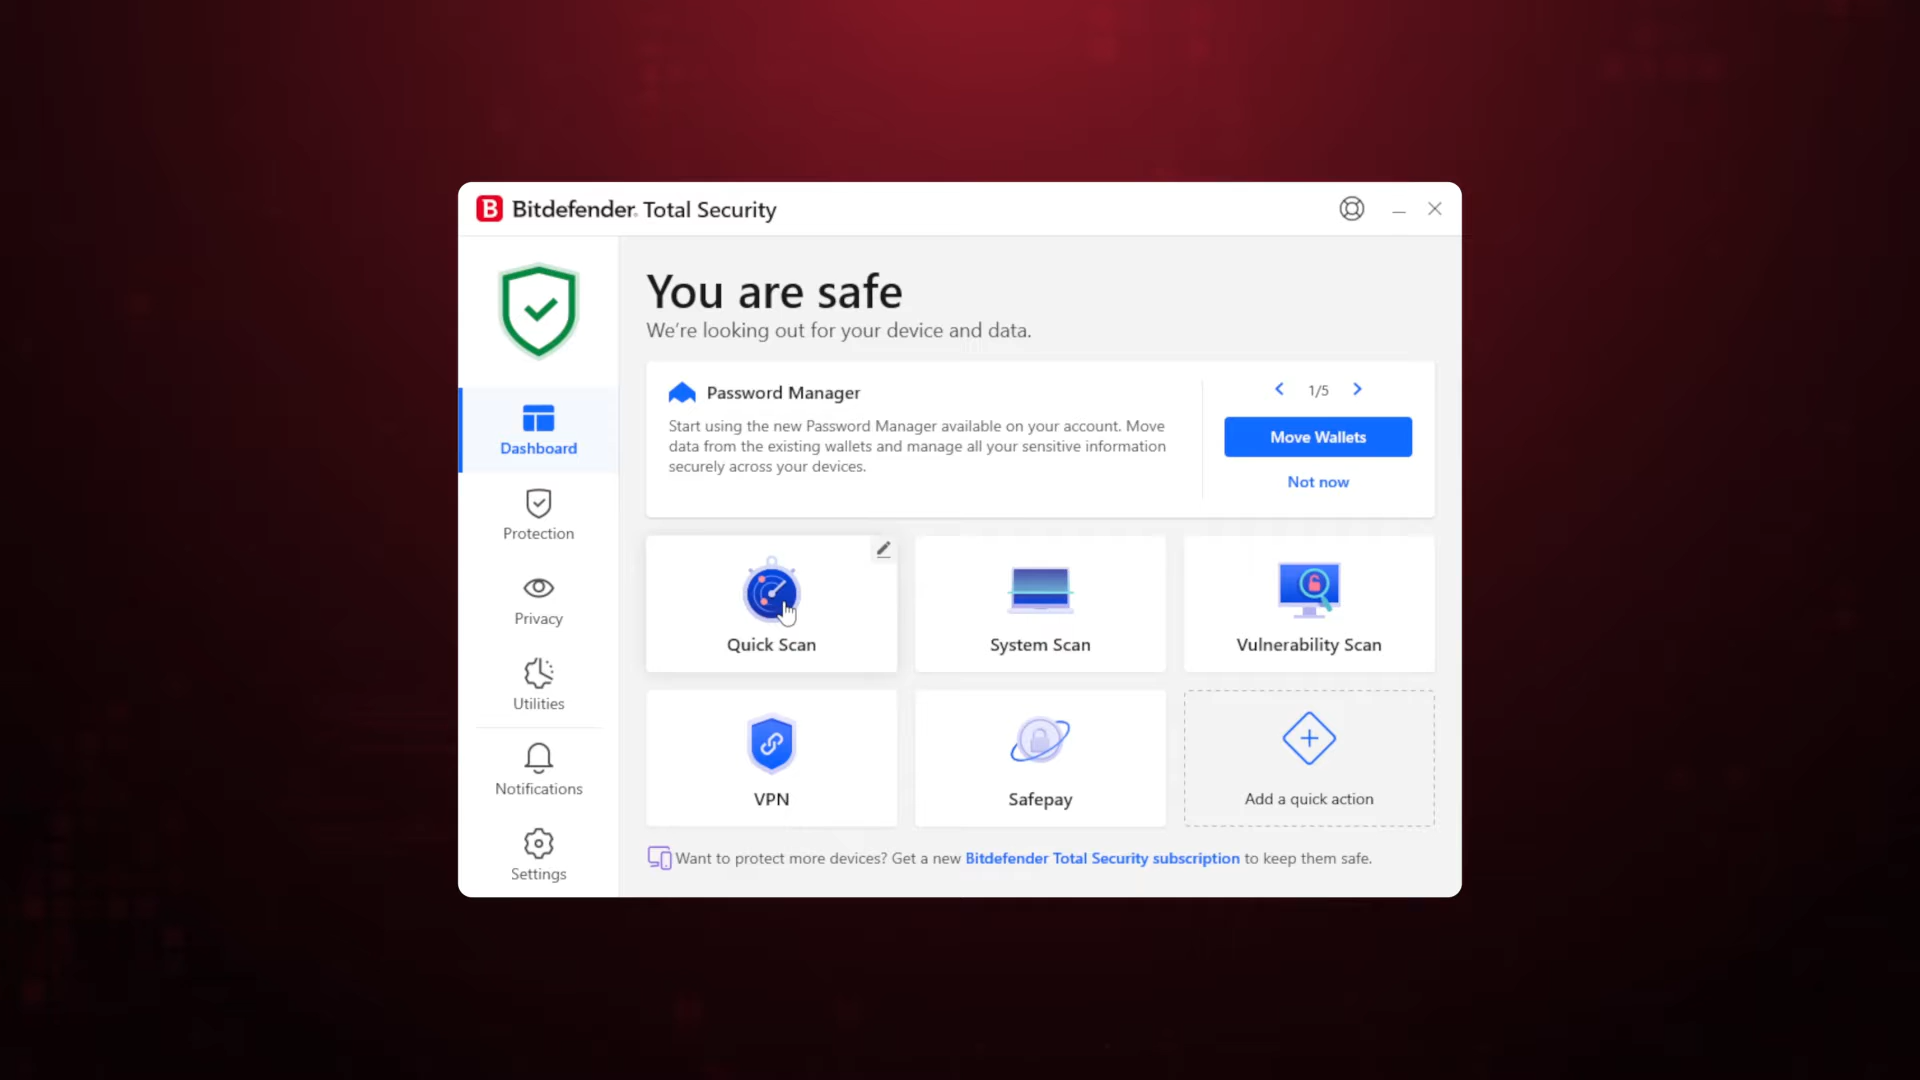 B Bitdefender Total Security
You are safe
We're looking out for your device and data.
Password Manager
Start using the new Password Manager available on your account. Move
data from the existing wallets and manage all your sensitive information
securely across your devices.
1/5
Move Wallets
Not now
Dashboard
Protection
Privacy
Utilities
Notifications
Settings
Quick Scan
System Scan
Vulnerability Scan
VPN
Safepay
Add a quick action
Want to protect more devices? Get a new Bitdefender Total Security subscription to keep them safe.